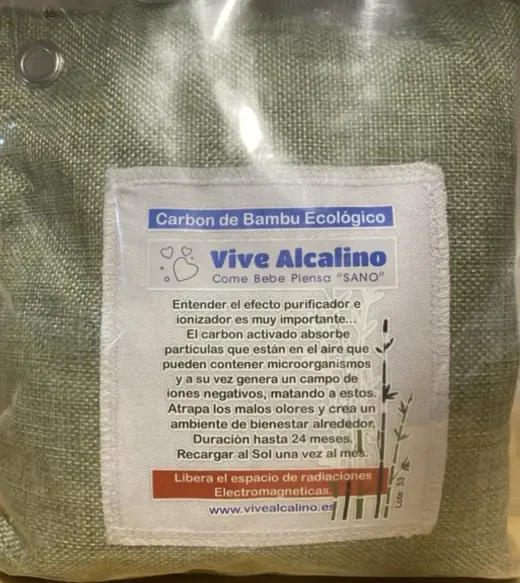 Carbon de Bambu Ecológico
Vive Alcalino
Come Bebe Piensa "SANO"
Entender el efecto purificador e
ionizador es muy importante...
El carbon activado absorbe
particulas que están en el aire que
pueden contener microorganismos
y a su vez genera un campo de
iones negativos, matando a estos.
Atrapa los malos olores y crea un
ambiente de bienestar alrededor.
Duración hasta 24 meses.
Recargar al Sol una vez al mes.
Libera el espacio de radiaciones
Electromagneticas.
www.vivealcalino.es
Lote: 33